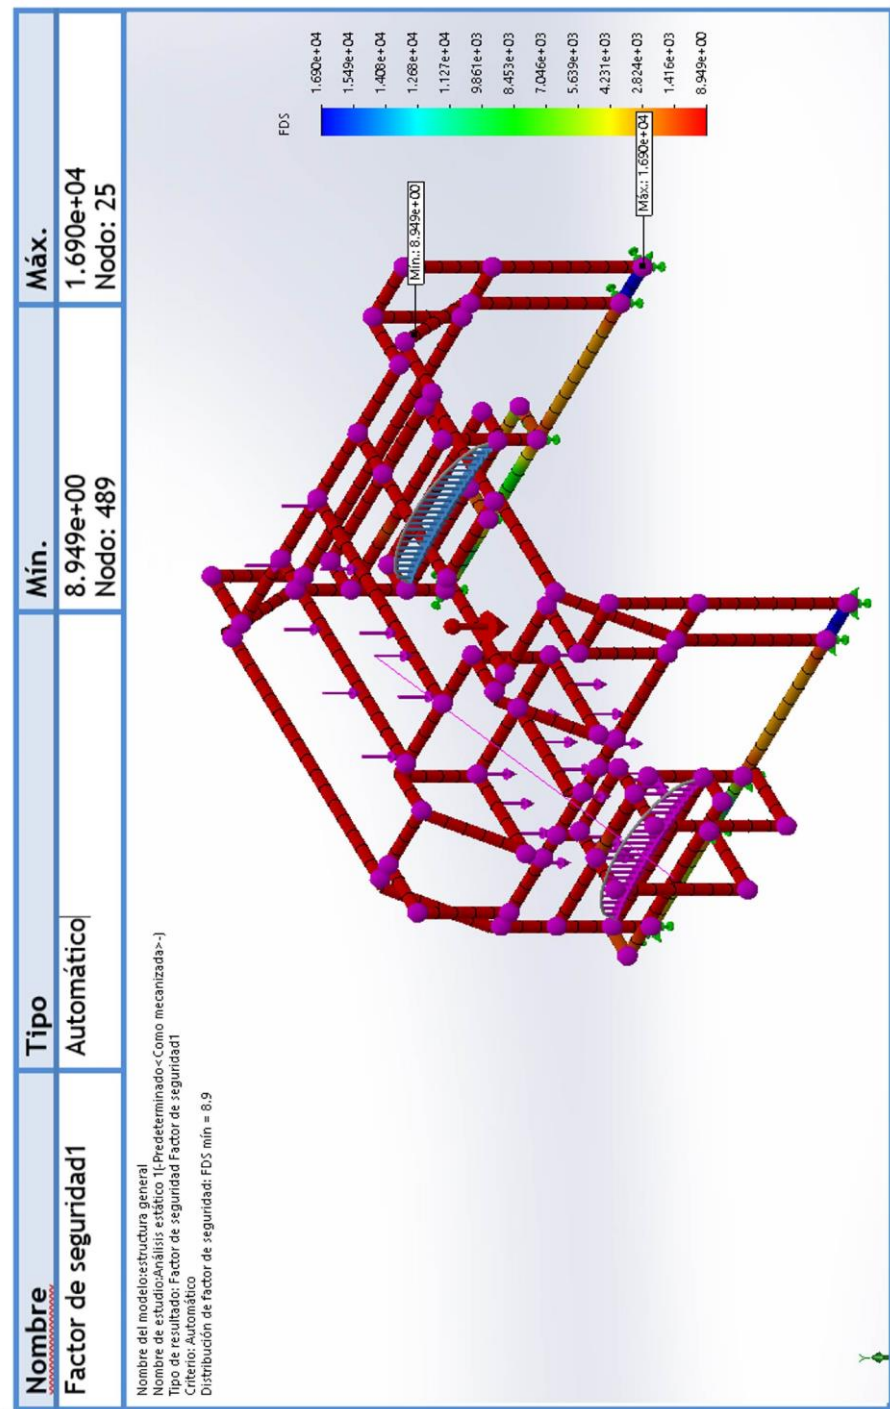 Nombre Tipo Mín. Máx.
Factor de seguridad1 Automático 8.949e+00 1.690e+04
Nodo: 489 Nodo: 25
Nombre del modelo:estructura general
Nombre de estudio:Análisis estático 1(-Predeterminado<Como mecanizada>-)
Tipo de resultado: Factor de seguridad Factor de seguridad1
Criterio: Automático
Distribución de factor de seguridad: FDS mín = 8.9
FDS
1.690e+04
1.549e+04
1.408e+04
1.268e+04
1.127e+04
9.861e+03
8.453e+03
7.046e+03
5.639e+03
4.231e+03
2.824e+03
1.416e+03
8.949e+00
Mín.: 8.949e+00
Máx.: 1.690e+04
Y